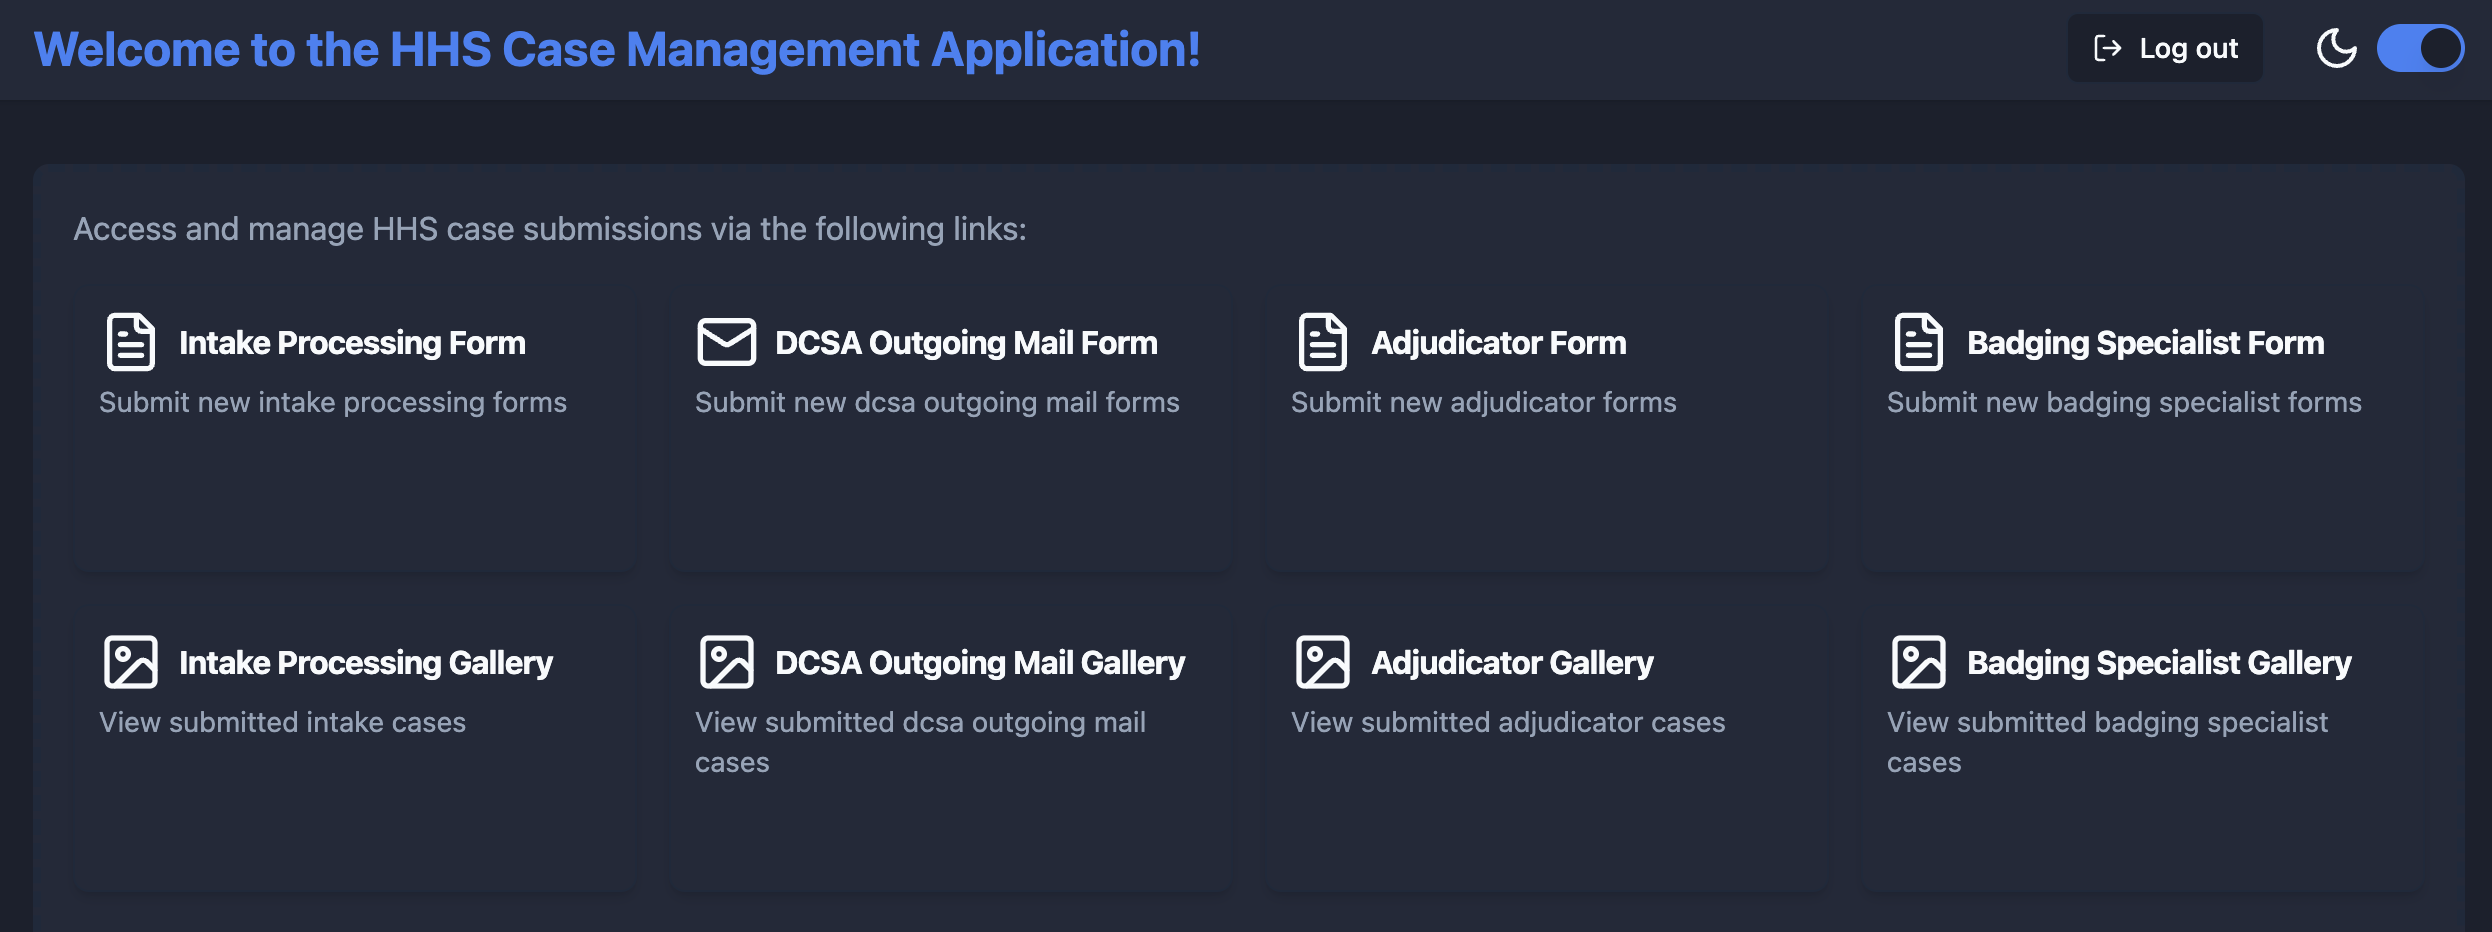 Welcome to the HHS Case Management Application!
Log out
Access and manage HHS case submissions via the following links:
Intake Processing Form
Submit new intake processing forms
DCSA Outgoing Mail Form
Submit new dcsa outgoing mail forms
Adjudicator Form
Submit new adjudicator forms
Badging Specialist Form
Submit new badging specialist forms
Intake Processing Gallery
View submitted intake cases
DCSA Outgoing Mail Gallery
View submitted dcsa outgoing mail
cases
Adjudicator Gallery
View submitted adjudicator cases
Badging Specialist Gallery
View submitted badging specialist
cases